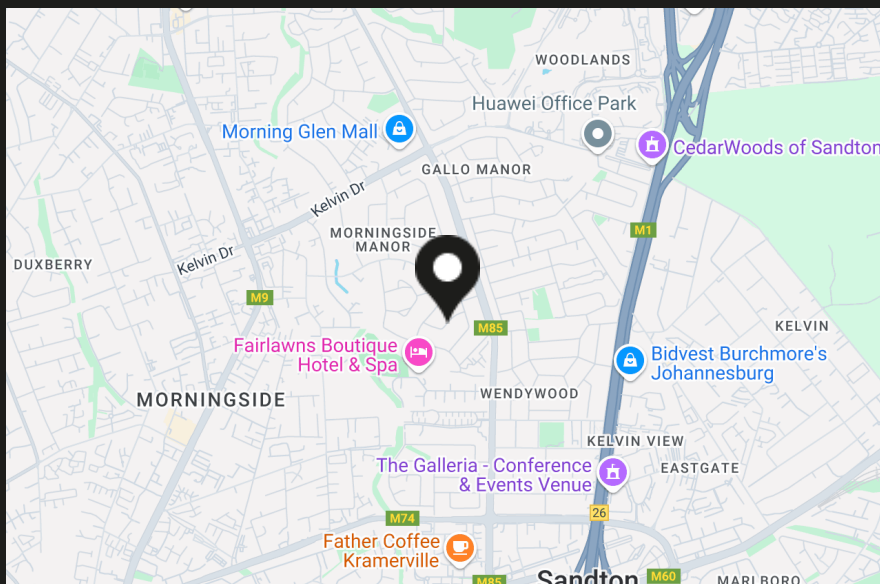 WOODLANDS
Huawei Office Park
Morning Glen Mall
CedarWoods of Sandton
GALLO MANOR
Kelvin Dr
MORNINGSIDE
MANOR
M1
Kelvin Dr
DUXBERRY
M9
M85
KELVIN
Fairlawns Boutique
Hotel & Spa
Bidvest Burchmore's
Johannesburg
MORNINGSIDE
WENDYWOOD
KELVIN VIEW
The Galleria - Conference
& Events Venue
EASTGATE
26
M74
Father Coffee
Kramerville
M85
Sandton
M60
MARLBORO